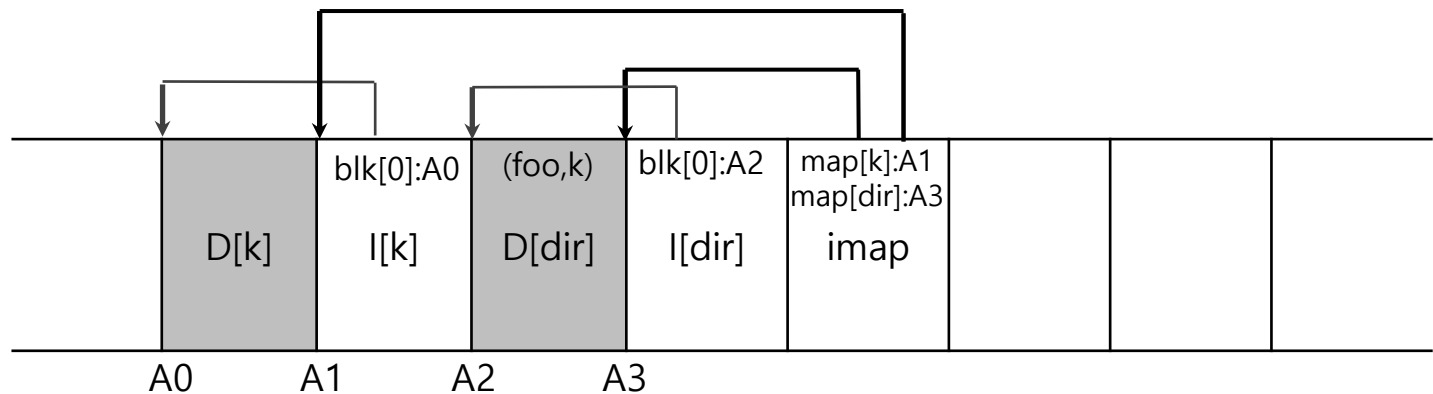 blk[0]:A0
(foo,k)
blk[0]:A2
map[k]:A1
map[dir]:A3
D[k]
I[k]
D[dir]
I[dir]
imap
A0
A1
A2
A3